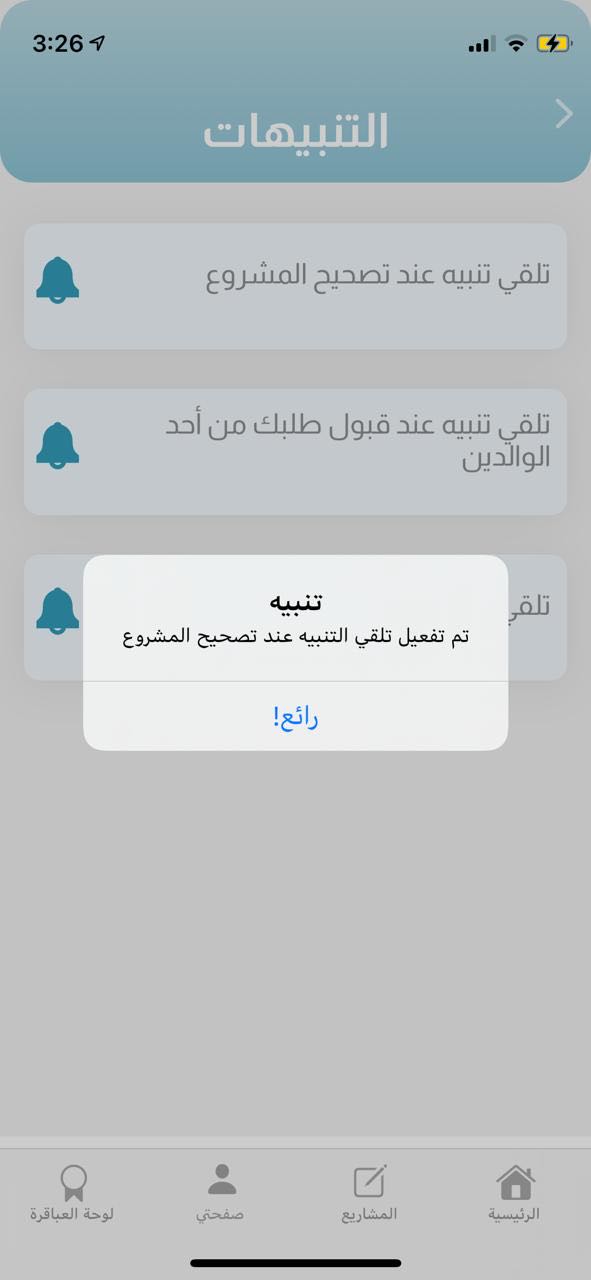 3:26
التنبيهات
تلقي تنبيه عند تصحيح المشروع
تلقي تنبيه عند قبول طلبك من أحد
الوالدين
تلقي
تنبيه
تم تفعيل تلقي التنبيه عند تصحيح المشروع
رائع!
الرئيسية
المشاريع
صفحتي
لوحة العباقرة